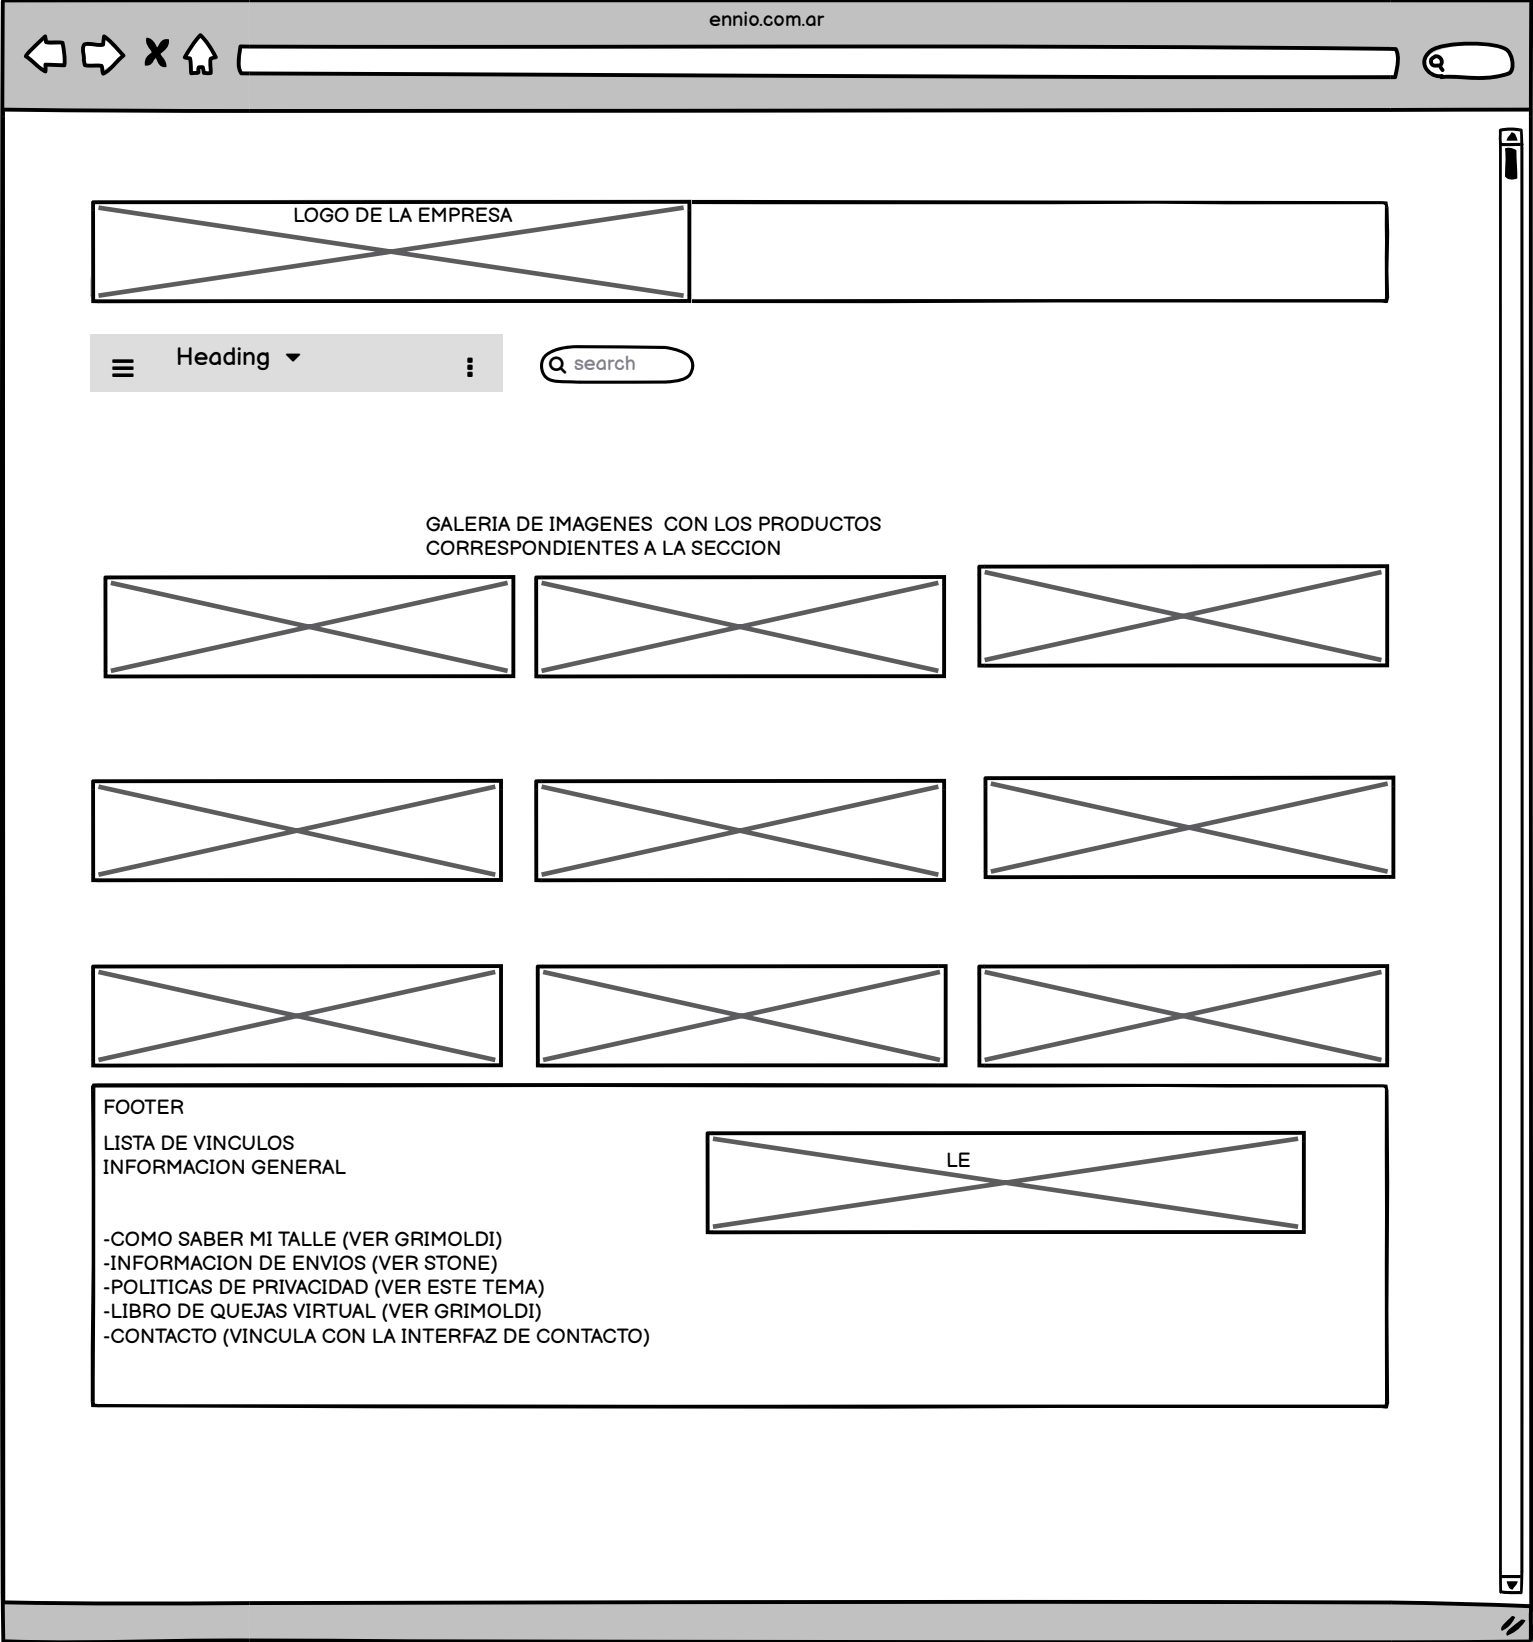 ennio.com.ar
LOGO DE LA EMPRESA
Heading
search
GALERIA DE IMAGENES  CON LOS PRODUCTOS
CORRESPONDIENTES A LA SECCION
FOOTER
LISTA DE VINCULOS
INFORMACION GENERAL
LE
-COMO SABER MI TALLE (VER GRIMOLDI)
-INFORMACION DE ENVIOS (VER STONE)
-POLITICAS DE PRIVACIDAD (VER ESTE TEMA)
-LIBRO DE QUEJAS VIRTUAL (VER GRIMOLDI)
-CONTACTO (VINCULA CON LA INTERFAZ DE CONTACTO)